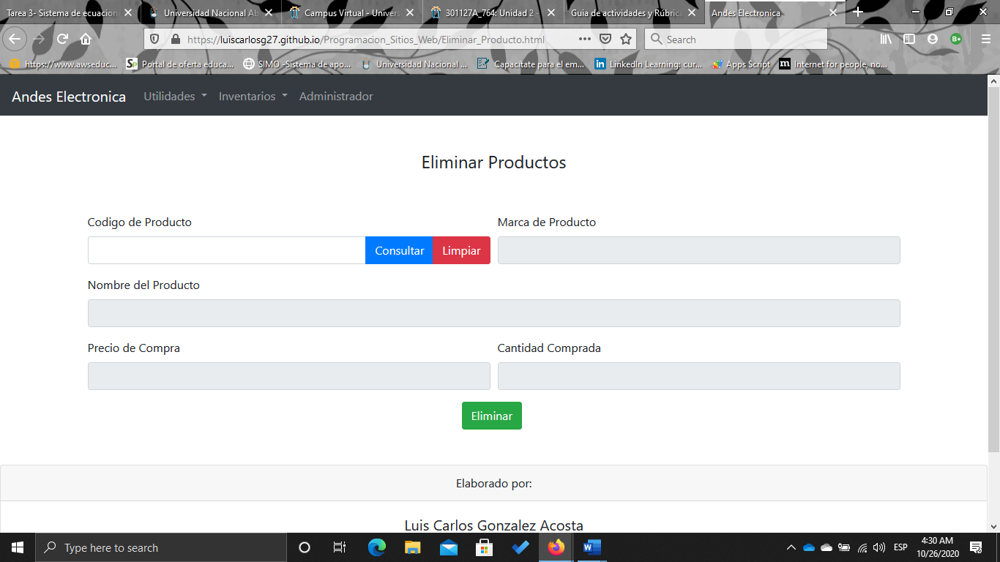 Tarea 3- Sistema de ecuacion
Universidad Nacional Ab
Campus Virtual - Univers
301127A_764: Unidad 2 -
Guia de actividades y Rúbrica
Andes Electronica
https://luiscarlosg27.github.io/Programacion_Sitios_Web/Eliminar_Producto.html
Search
https://www.awseduc...
Portal de oferta educa...
SIMO -Sistema de apo...
Universidad Nacional ...
Capacítate para el em...
LinkedIn Learning: cur...
Apps Script
Internet for people, no...
Andes Electronica Utilidades Inventarios Administrador
Eliminar Productos
Codigo de Producto
Marca de Producto
Consultar Limpiar
Nombre del Producto
Precio de Compra
Cantidad Comprada
Eliminar
Elaborado por:
Luis Carlos Gonzalez Acosta
Type here to search
ESP
4:30 AM
10/26/2020